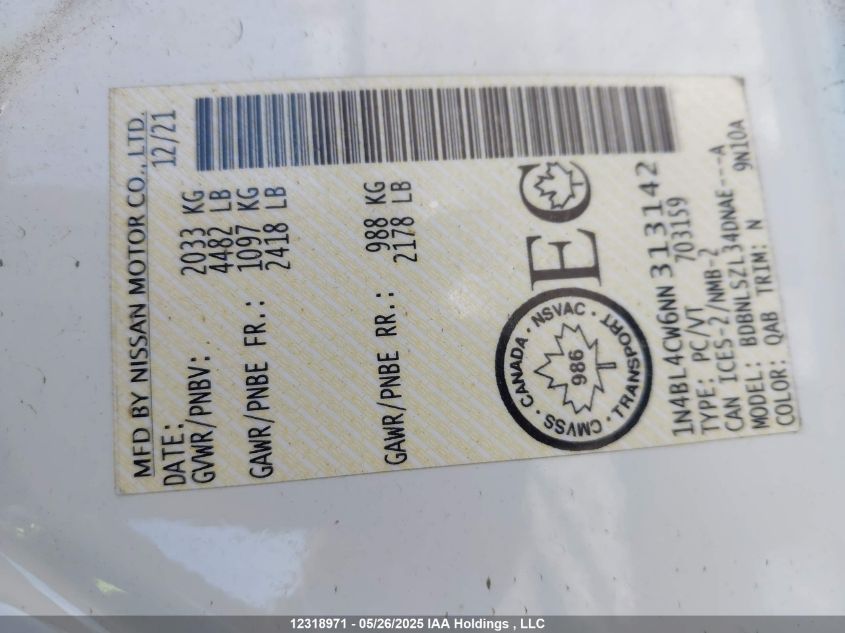 MFD BY NISSAN MOTOR CO., LTD.
DATE: 12/21
GVWR/PNBV: 2033 KG
4482 LB
GAWR/PNBE FR.: 1097 KG
2418 LB
GAWR/PNBE RR.: 988 KG
2178 LB
EC
CMVSS · CANADA · NSVAC · TRANSPORT ·
986
1N4BL4CW6NN313142
TYPE: PC/VT 703159
CAN ICES-2/NMB-2
MODEL: BDBNLSZL34DNAE---A
COLOR: QAB TRIM: N 9N10A
12318971 - 05/26/2025 IAA Holdings , LLC